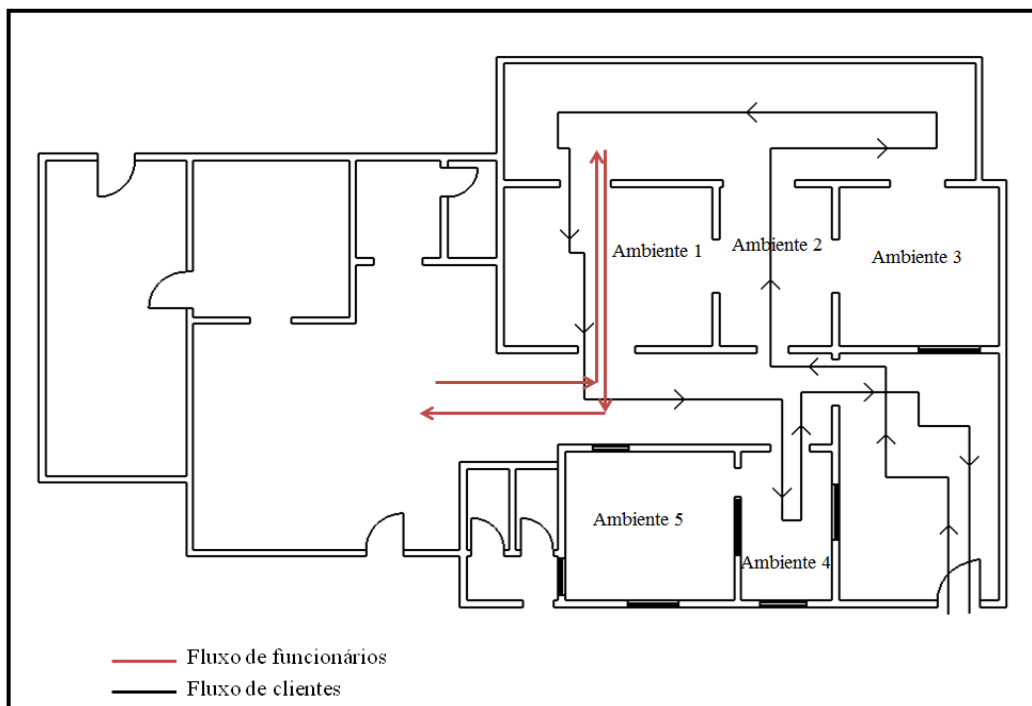 Ambiente 1
Ambiente 2
Ambiente 3
Ambiente 5
Ambiente 4
Fluxo de funcionários
Fluxo de clientes